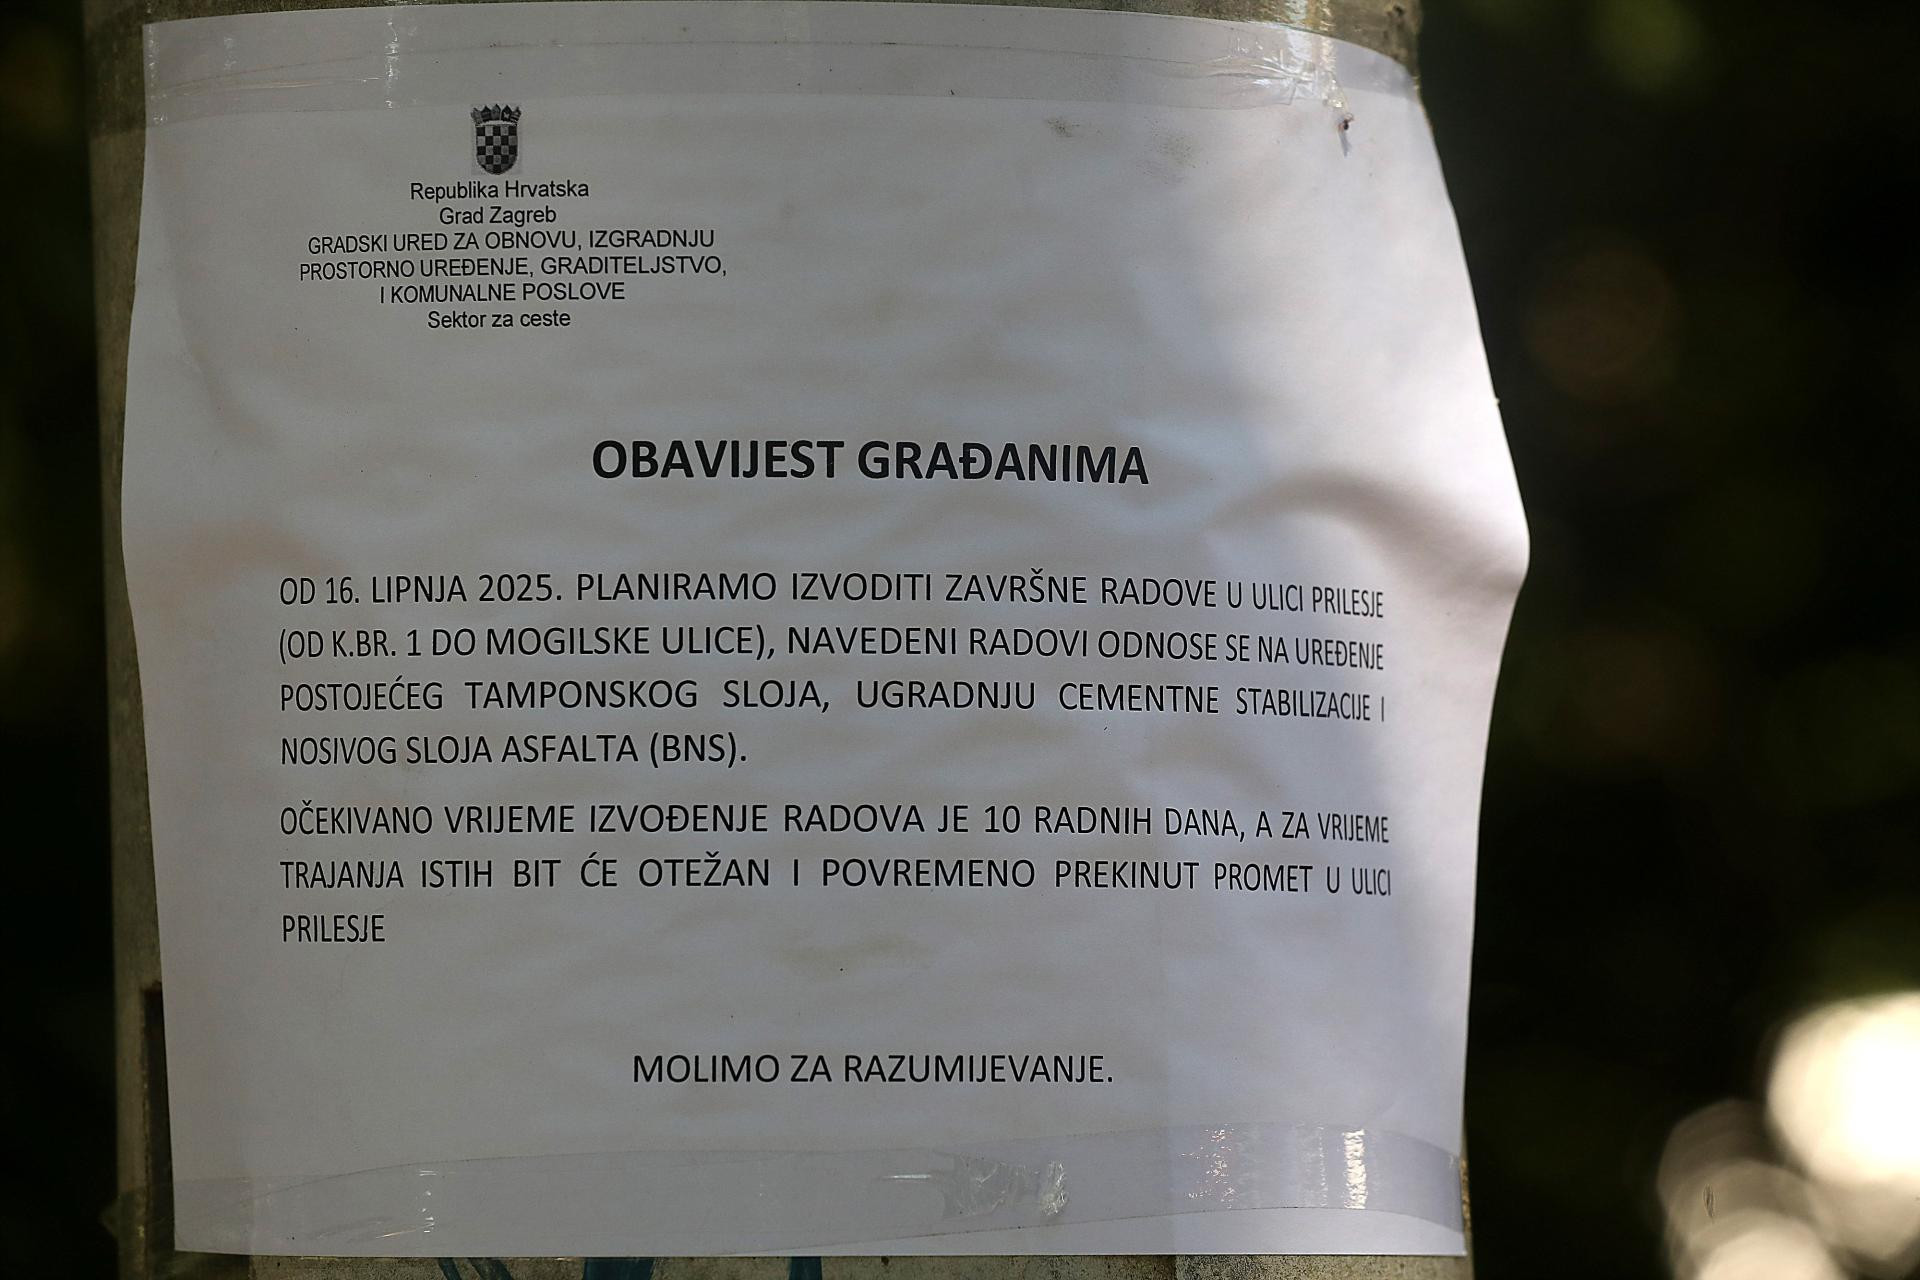 Republika Hrvatska
Grad Zagreb
GRADSKI URED ZA OBNOVU, IZGRADNJU
PROSTORNO UREĐENJE, GRADITELJSTVO,
I KOMUNALNE POSLOVE
Sektor za ceste
OBAVIJEST GRAĐANIMA
OD 16. LIPNJA 2025. PLANIRAMO IZVODITI ZAVRŠNE RADOVE U ULICI PRILESJE
(OD K.BR. 1 DO MOGILSKE ULICE), NAVEDENI RADOVI ODNOSE SE NA UREĐENJE
POSTOJEĆEG TAMPONSKOG SLOJA, UGRADNJU CEMENTNE STABILIZACIJE I
NOSIVOG SLOJA ASFALTA (BNS).
OČEKIVANO VRIJEME IZVOĐENJE RADOVA JE 10 RADNIH DANA, A ZA VRIJEME
TRAJANJA ISTIH BIT ĆE OTEŽAN I POVREMENO PREKINUT PROMET U ULICI
PRILESJE
MOLIMO ZA RAZUMIJEVANJE.